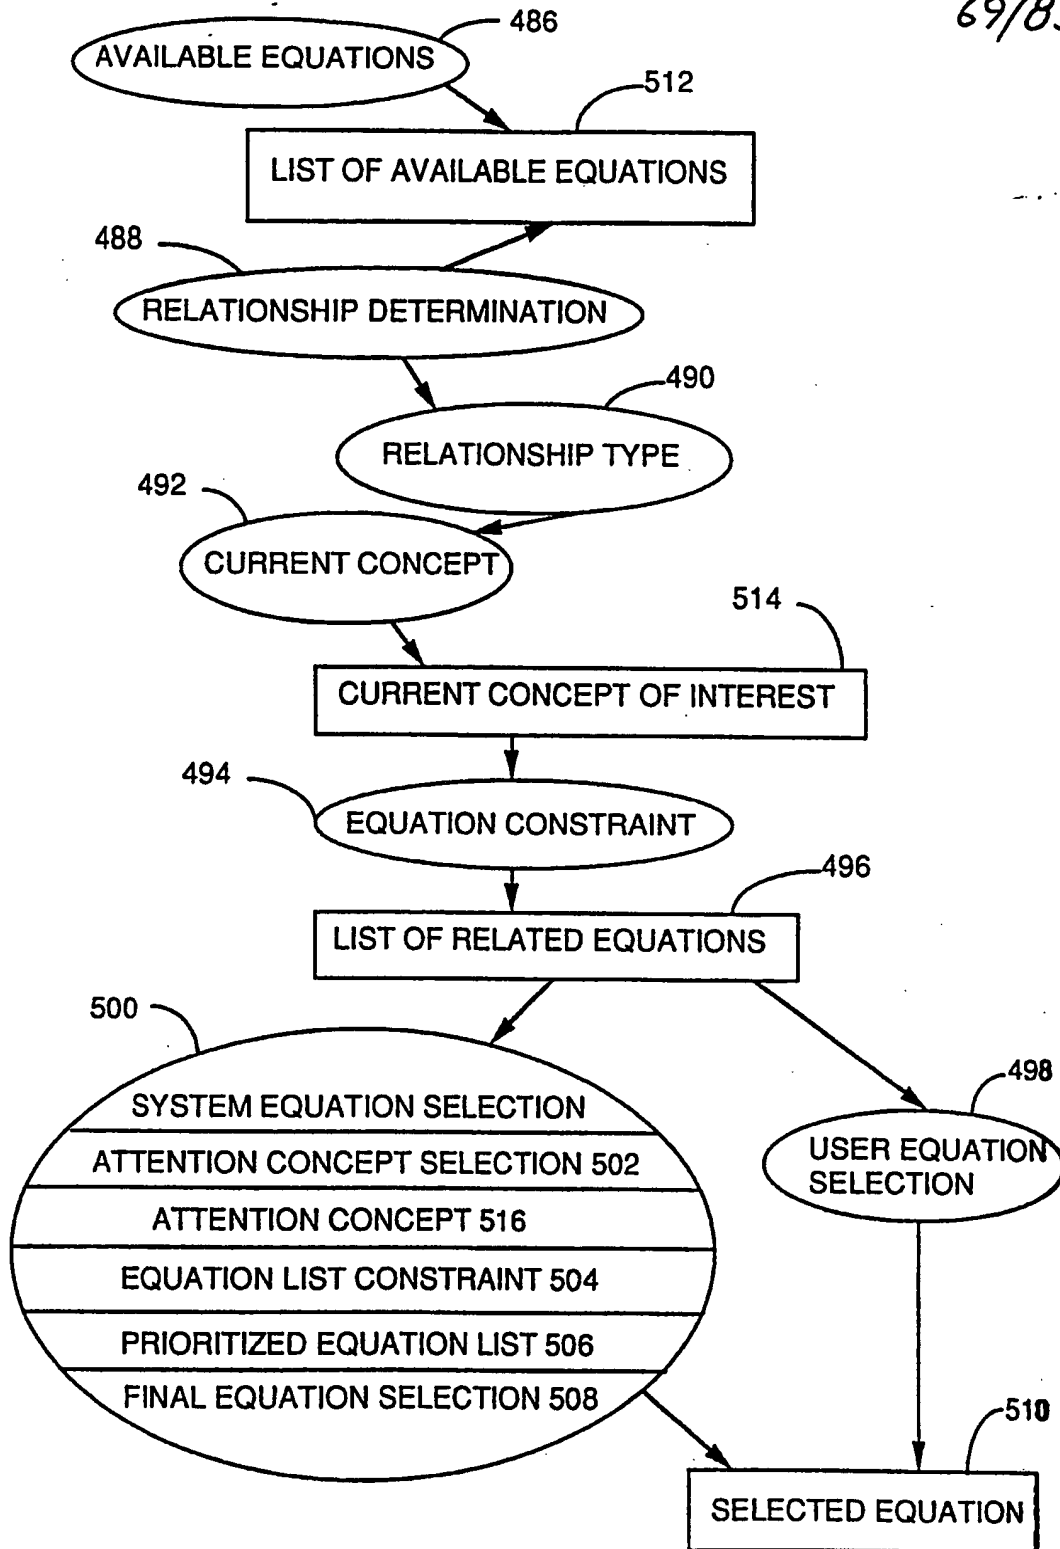 69/83
486
AVAILABLE EQUATIONS
512
LIST OF AVAILABLE EQUATIONS
488
RELATIONSHIP DETERMINATION
490
RELATIONSHIP TYPE
492
CURRENT CONCEPT
514
CURRENT CONCEPT OF INTEREST
494
EQUATION CONSTRAINT
496
LIST OF RELATED EQUATIONS
500
SYSTEM EQUATION SELECTION
ATTENTION CONCEPT SELECTION 502
ATTENTION CONCEPT 516
EQUATION LIST CONSTRAINT 504
PRIORITIZED EQUATION LIST 506
FINAL EQUATION SELECTION 508
498
USER EQUATION
SELECTION
510
SELECTED EQUATION